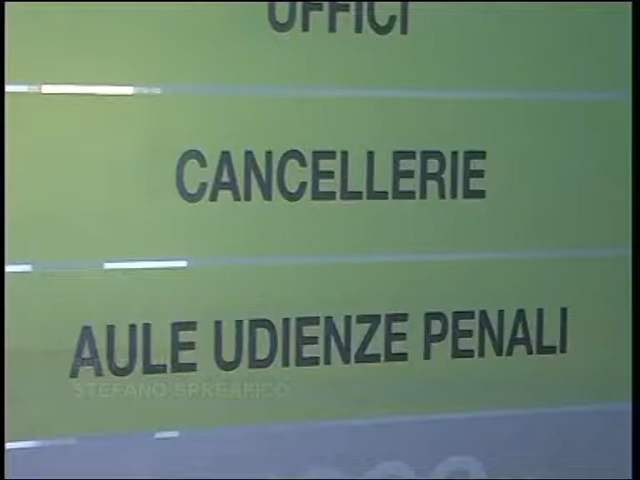 UFFICI
CANCELLERIE
AULE UDIENZE PENALI
STEFANO SPREAFICO